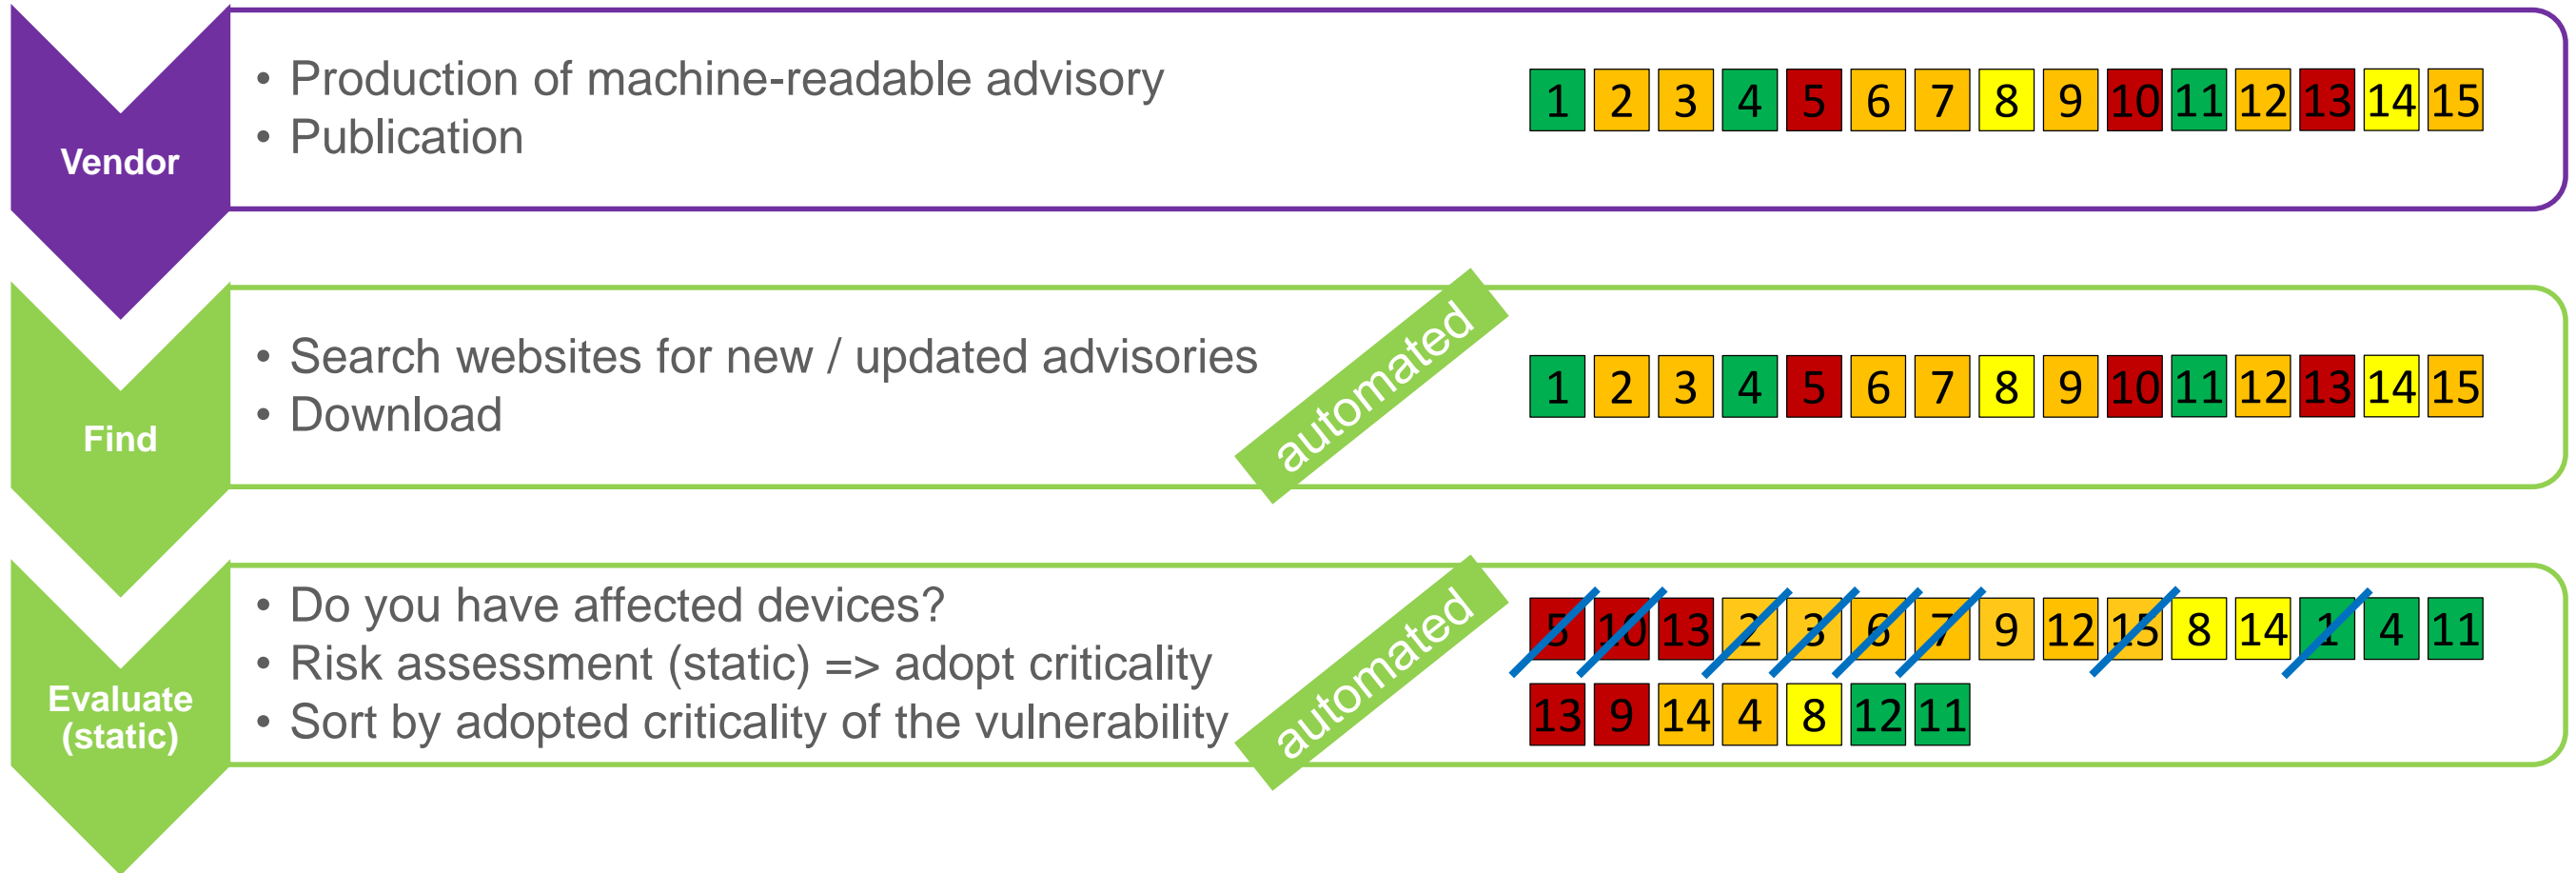 Vendor
• Production of machine-readable advisory
• Publication
1 2 3 4 5 6 7 8 9 10 11 12 13 14 15
Find
• Search websites for new / updated advisories
• Download
automated
1 2 3 4 5 6 7 8 9 10 11 12 13 14 15
Evaluate
(static)
• Do you have affected devices?
• Risk assessment (static) => adopt criticality
• Sort by adopted criticality of the vulnerability
automated
5 10 13 2 3 6 7 9 12 15 8 14 1 4 11
13 9 14 4 8 12 11